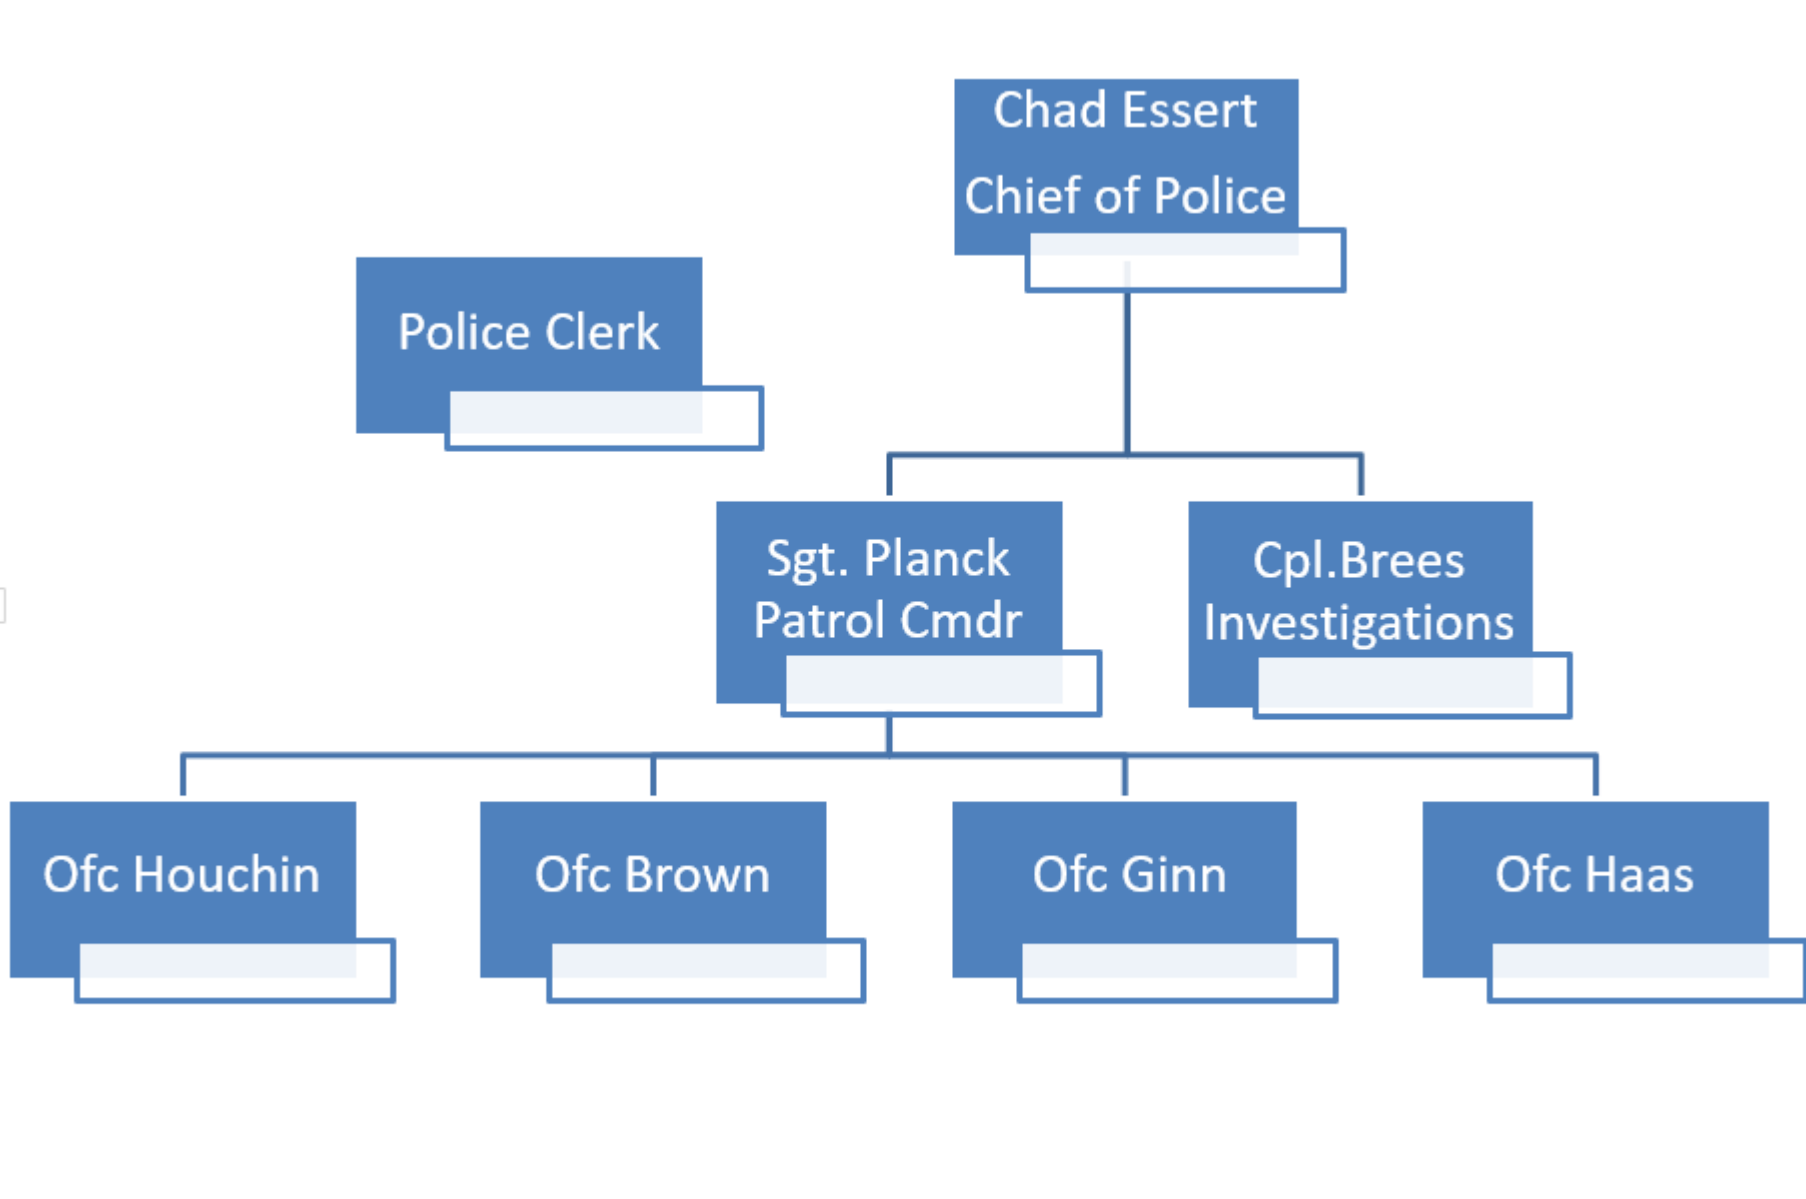 Chad Essert
Chief of Police
Police Clerk
Sgt. Planck
Patrol Cmdr
Cpl.Brees
Investigations
Ofc Houchin
Ofc Brown
Ofc Ginn
Ofc Haas